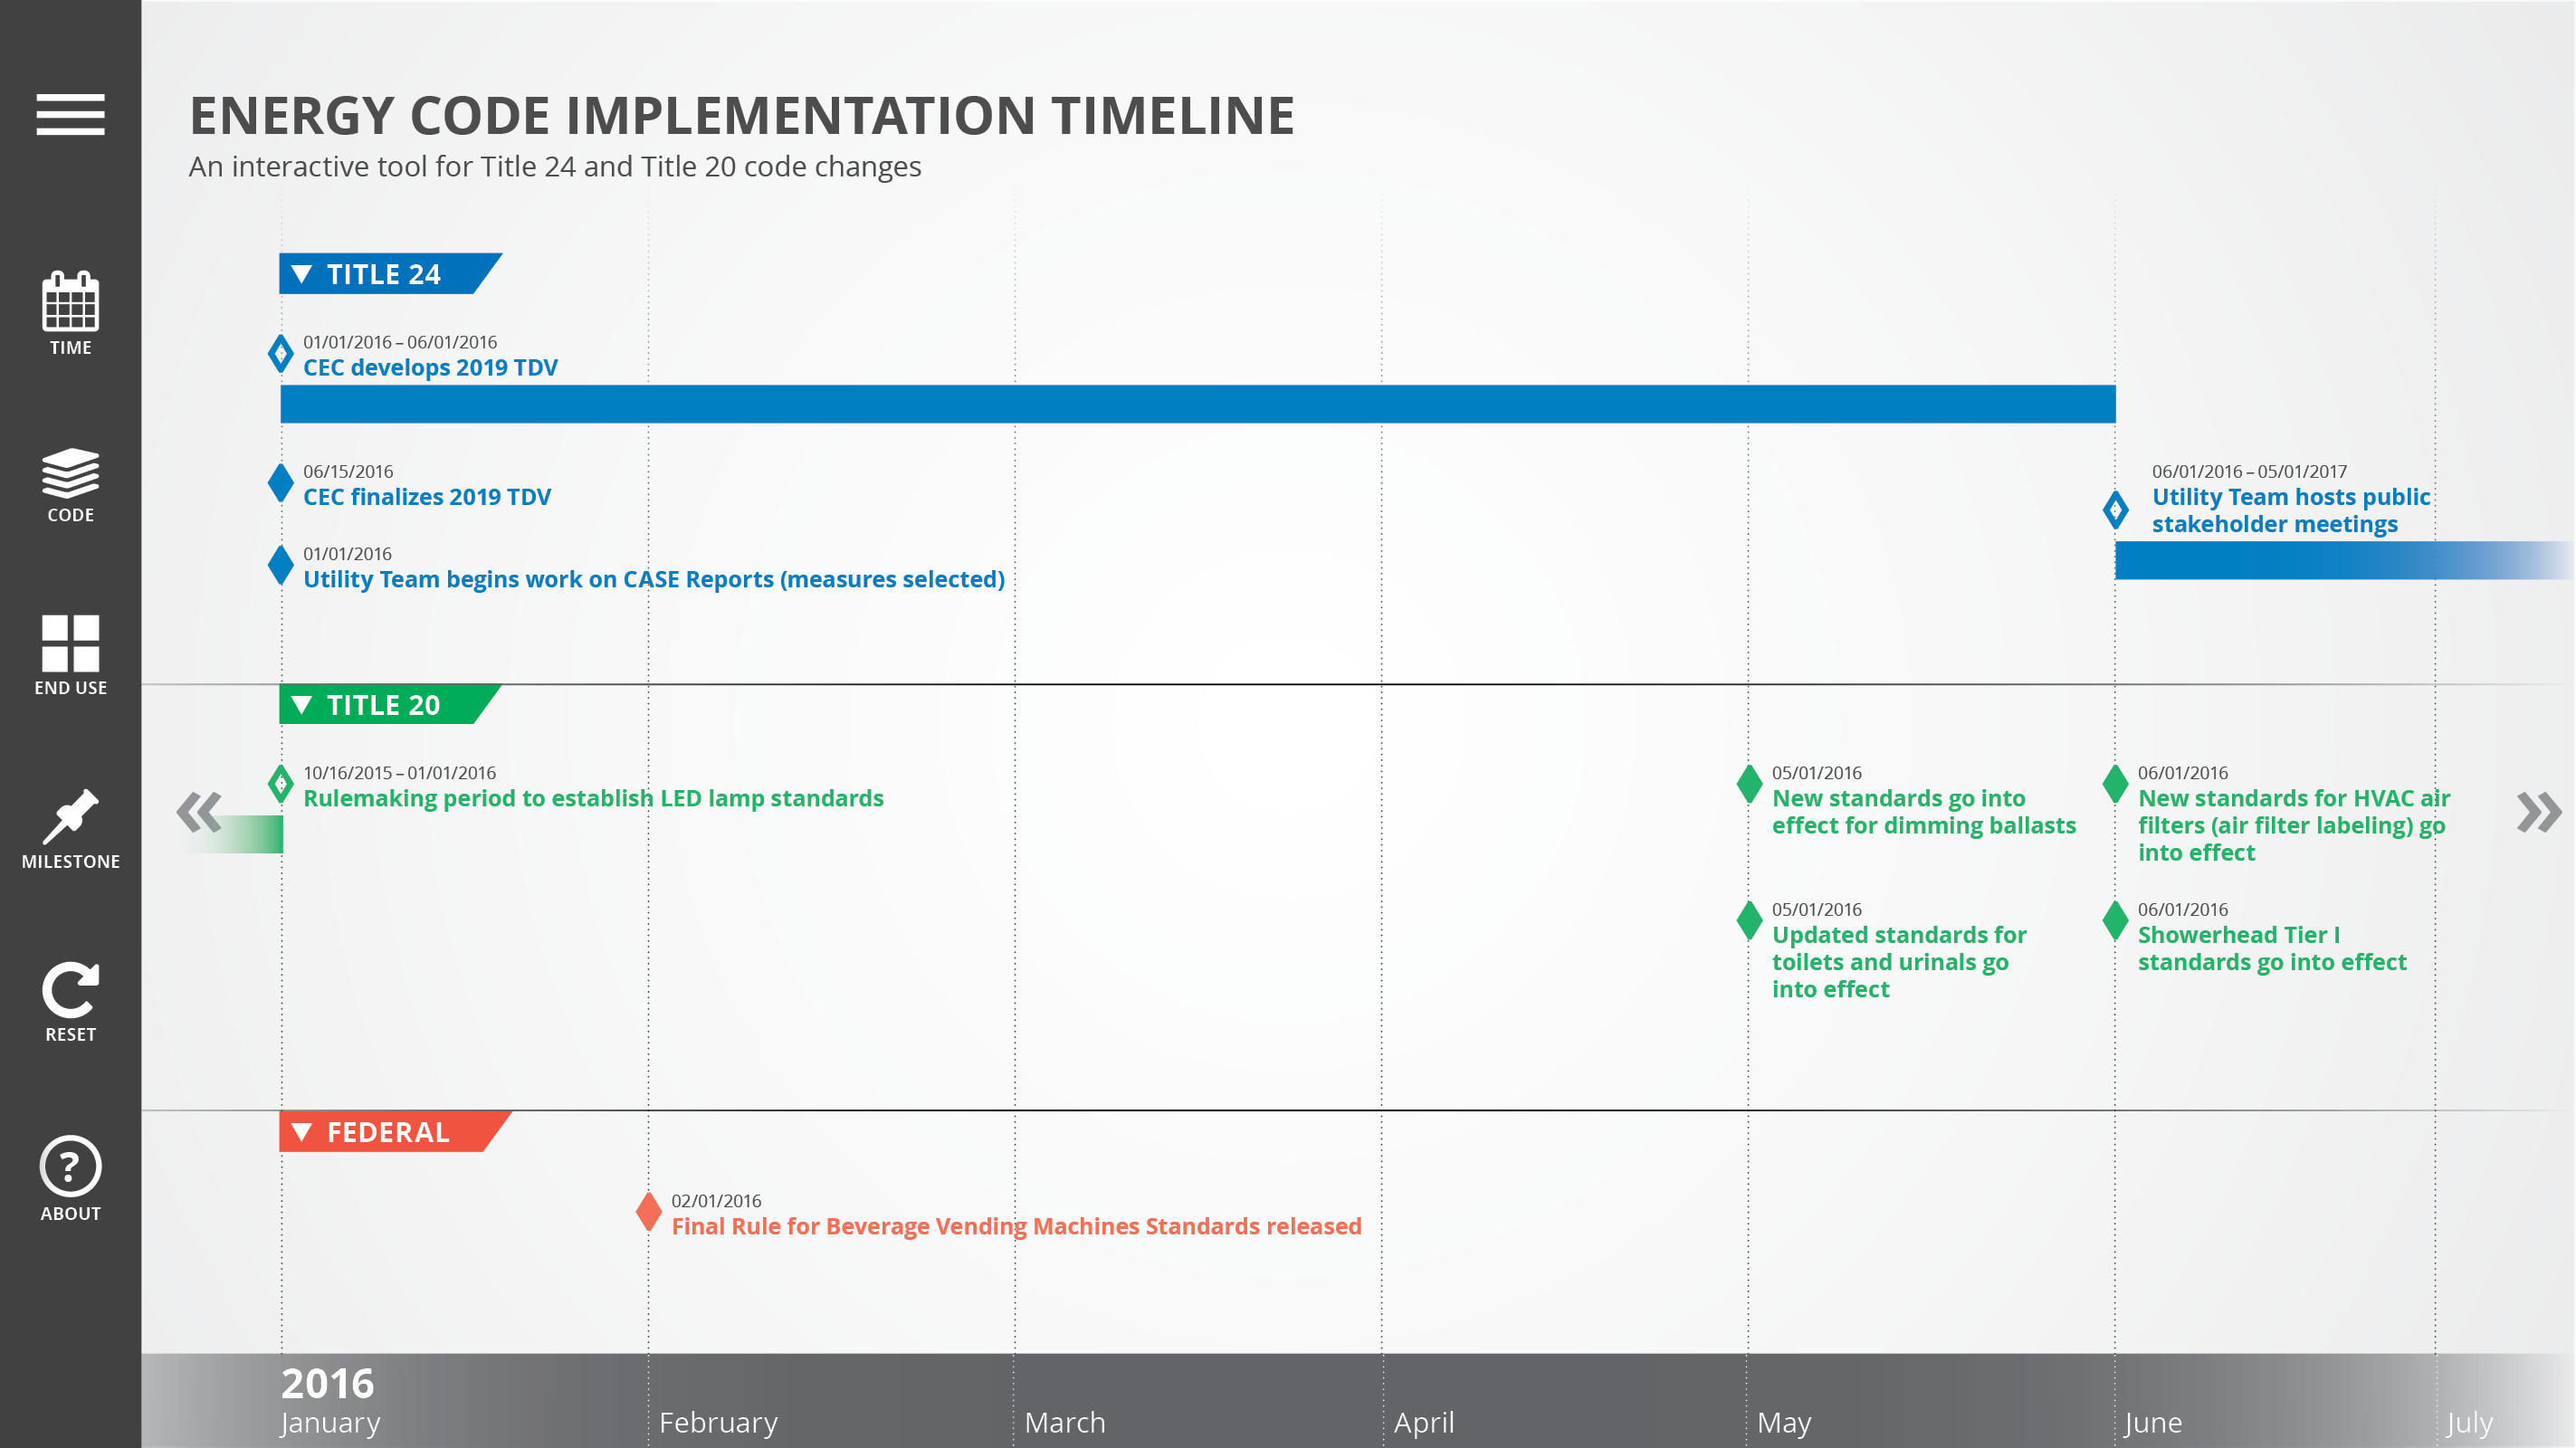 ENERGY CODE IMPLEMENTATION TIMELINE
An interactive tool for Title 24 and Title 20 code changes
TIME
CODE
END USE
MILESTONE
RESET
?
ABOUT
TITLE 24
01/01/2016 – 06/01/2016
CEC develops 2019 TDV
06/15/2016
CEC finalizes 2019 TDV
01/01/2016
Utility Team begins work on CASE Reports (measures selected)
06/01/2016 – 05/01/2017
Utility Team hosts public
stakeholder meetings
TITLE 20
10/16/2015 – 01/01/2016
Rulemaking period to establish LED lamp standards
05/01/2016
New standards go into
effect for dimming ballasts
06/01/2016
New standards for HVAC air
filters (air filter labeling) go
into effect
05/01/2016
Updated standards for
toilets and urinals go
into effect
06/01/2016
Showerhead Tier I
standards go into effect
FEDERAL
02/01/2016
Final Rule for Beverage Vending Machines Standards released
2016
January
February
March
April
May
June
July